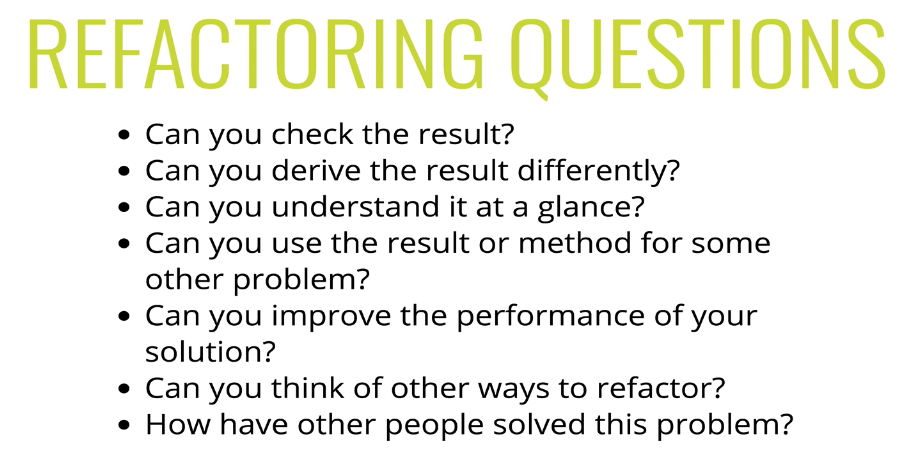 REFACTORING QUESTIONS
• Can you check the result?
• Can you derive the result differently?
• Can you understand it at a glance?
• Can you use the result or method for some
other problem?
• Can you improve the performance of your
solution?
• Can you think of other ways to refactor?
• How have other people solved this problem?